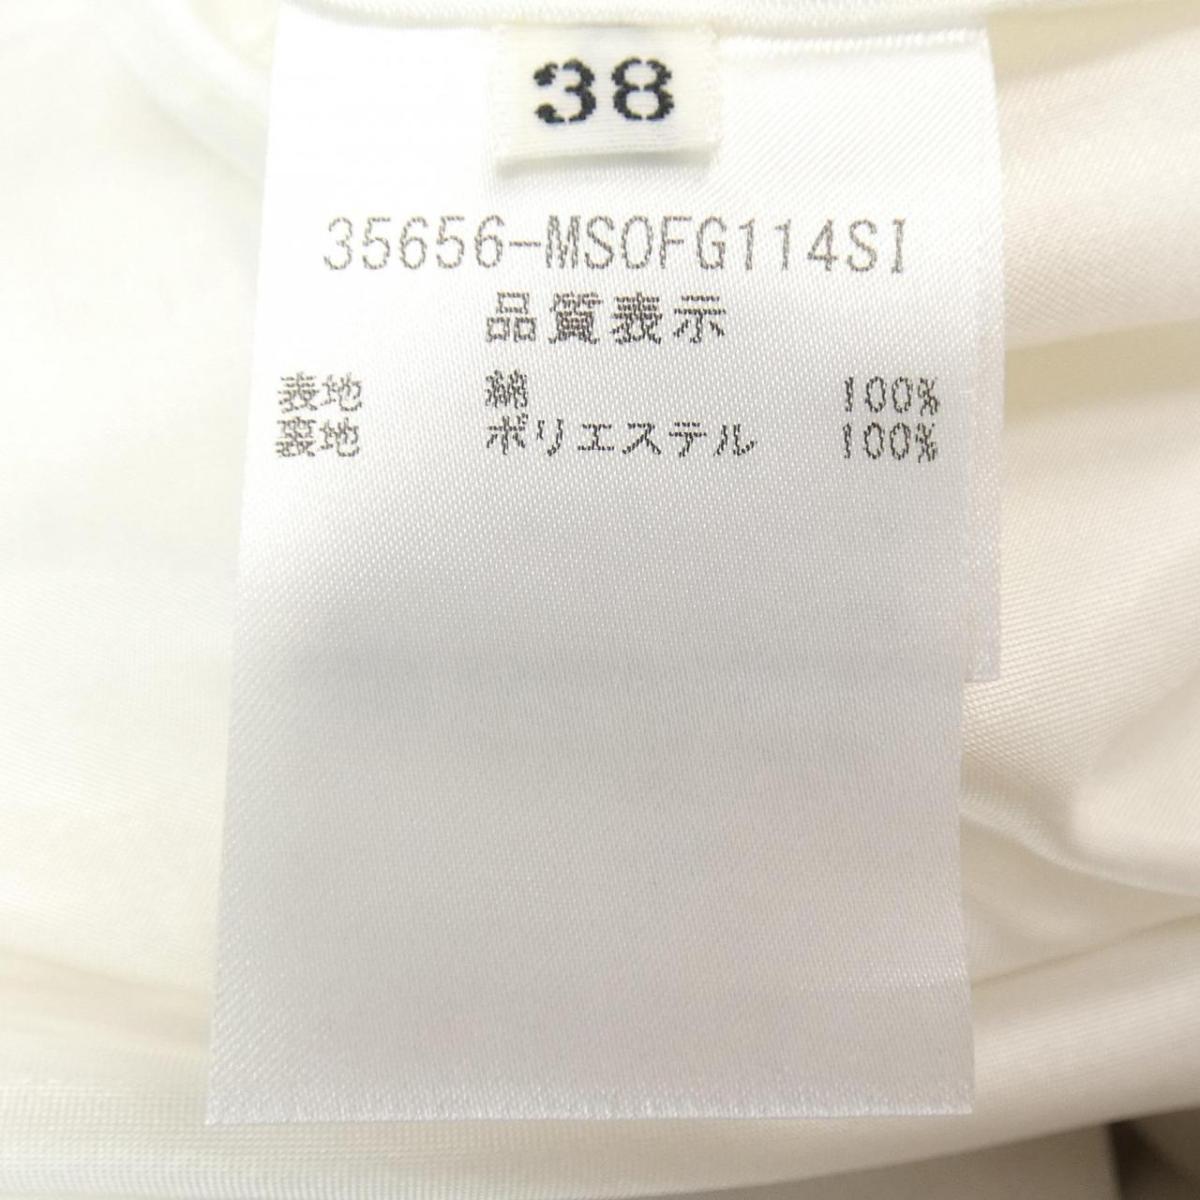 38
35656-MSOFG114SI
品質表示
表地 綿 100%
裏地 ポリエステル 100%